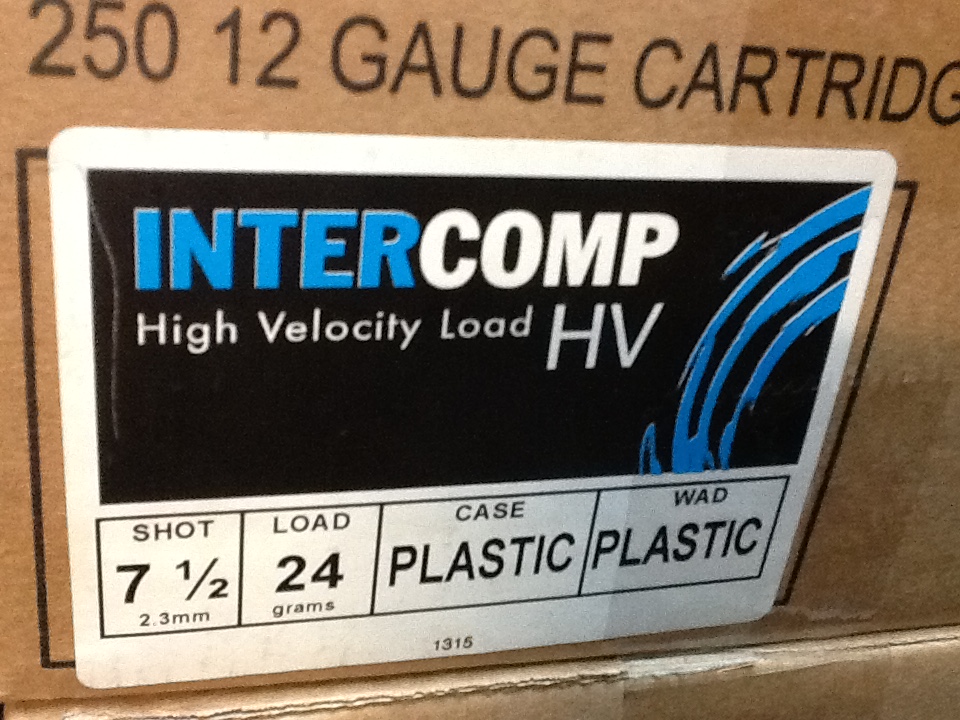 250 12 GAUGE CARTRIDG
INTERCOMP
High Velocity Load HV
SHOT LOAD CASE WAD
7 ½ 24 PLASTIC PLASTIC
2.3mm grams
1315